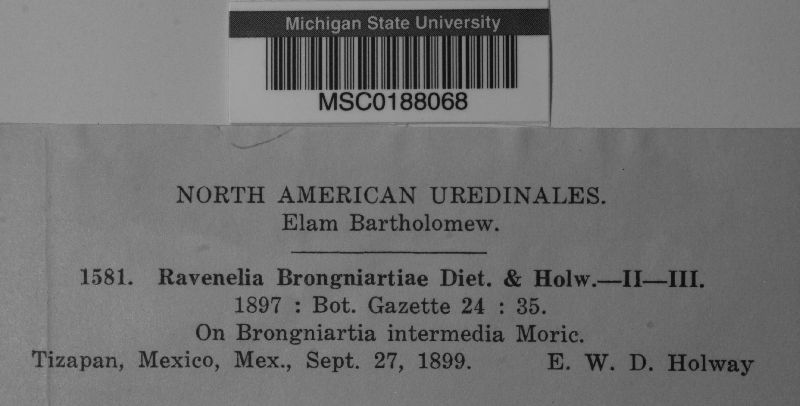 Michigan State University
MSC0188068
NORTH AMERICAN UREDINALES.
Elam Bartholomew.
1581. Ravenelia Brongniartiae Diet. & Holw.—II—III.
1897 : Bot. Gazette 24 : 35.
On Brongniartia intermedia Moric.
Tizapan, Mexico, Mex., Sept. 27, 1899. E. W. D. Holway